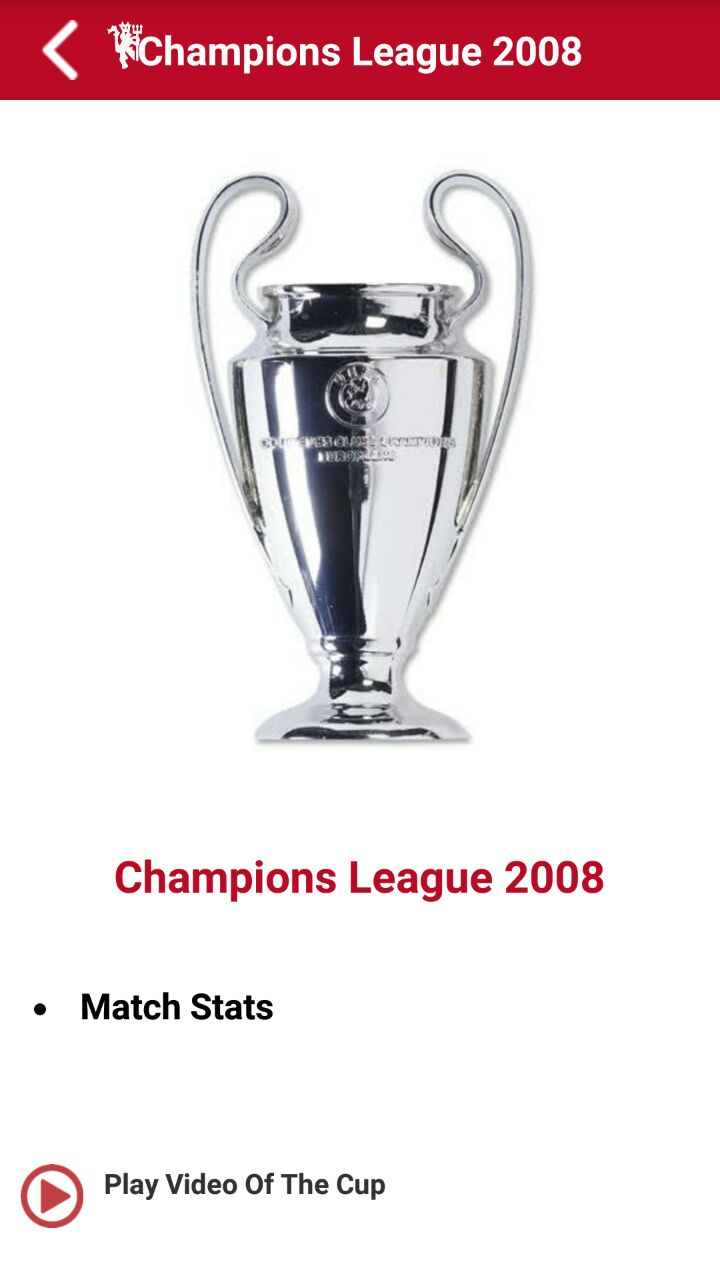 Champions League 2008
Champions League 2008
Match Stats
Play Video Of The Cup